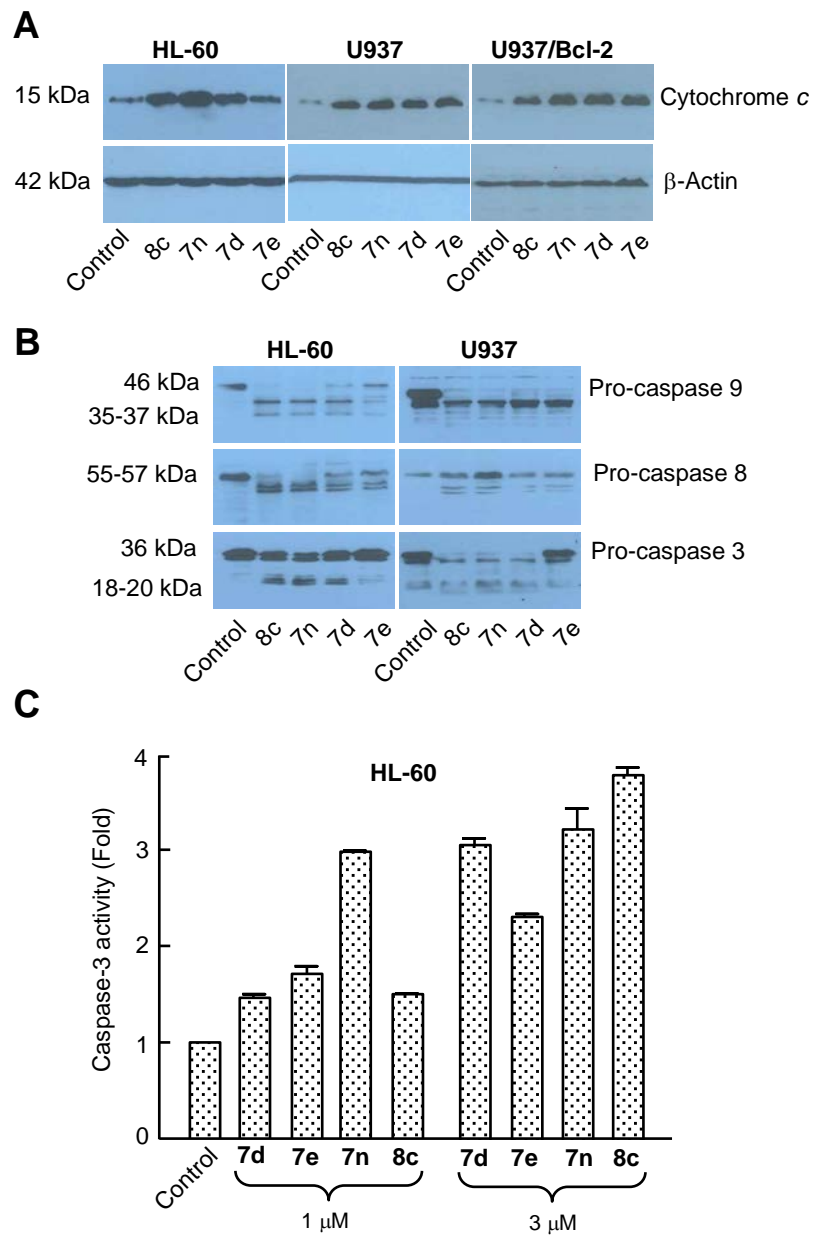 A
HL-60 U937 U937/Bcl-2
15 kDa Cytochrome c
42 kDa β-Actin
Control 8c 7n 7d 7e Control 8c 7n 7d 7e Control 8c 7n 7d 7e
B
HL-60 U937
46 kDa Pro-caspase 9
35-37 kDa
55-57 kDa Pro-caspase 8
36 kDa Pro-caspase 3
18-20 kDa
Control 8c 7n 7d 7e Control 8c 7n 7d 7e
C
4
HL-60
3
2
1
0
Caspase-3 activity (Fold)
Control 7d 7e 7n 8c 7d 7e 7n 8c
1 μM 3 μM